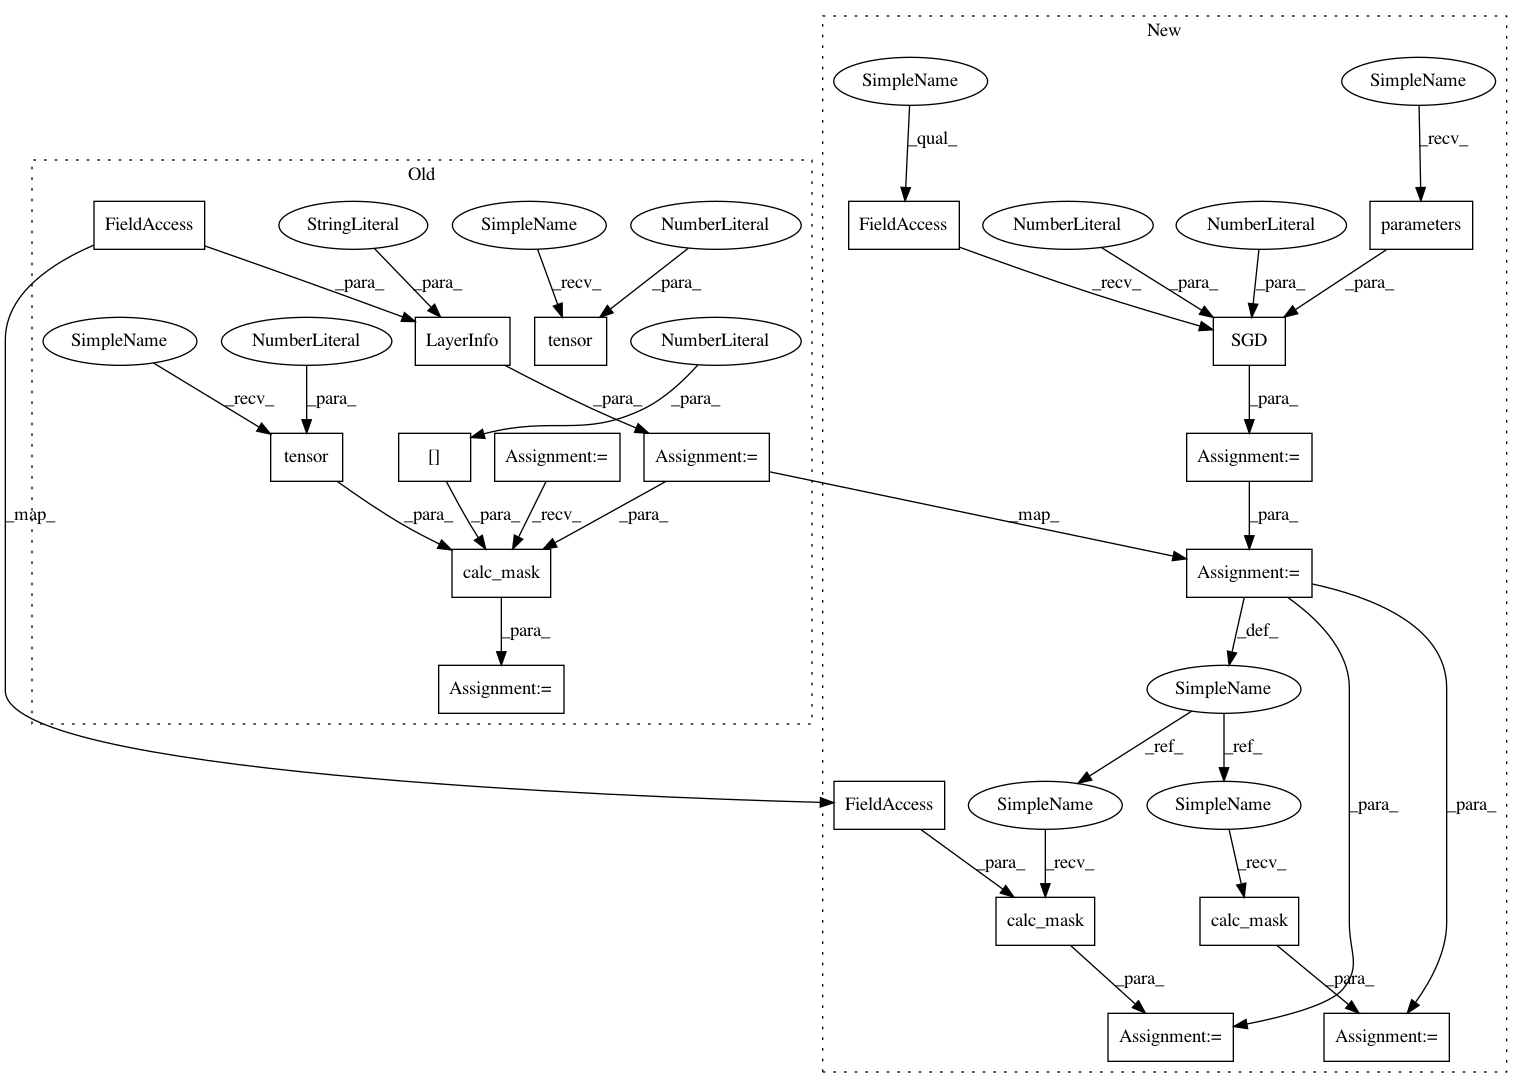 New
SimpleName
SimpleName
_qual_
_recv_
Old
FieldAccess
StringLiteral
SimpleName
NumberLiteral
FieldAccess
NumberLiteral
NumberLiteral
parameters
_para_
_para_
_recv_
_para_
_recv_
_para_
_para_
_para_
SimpleName
NumberLiteral
LayerInfo
tensor
NumberLiteral
SGD
_recv_
_para_
_para_
_para_
_para_
tensor
[]
Assignment:=
Assignment:=
Assignment:=
_map_
_para_
_para_
_recv_
_para_
_map_
_para_
calc_mask
Assignment:=
_para_
_def_
Assignment:=
SimpleName
_ref_
_ref_
FieldAccess
SimpleName
SimpleName
_para_
_para_
_para_
_recv_
_recv_
calc_mask
calc_mask
_para_
_para_
Assignment:=
Assignment:=